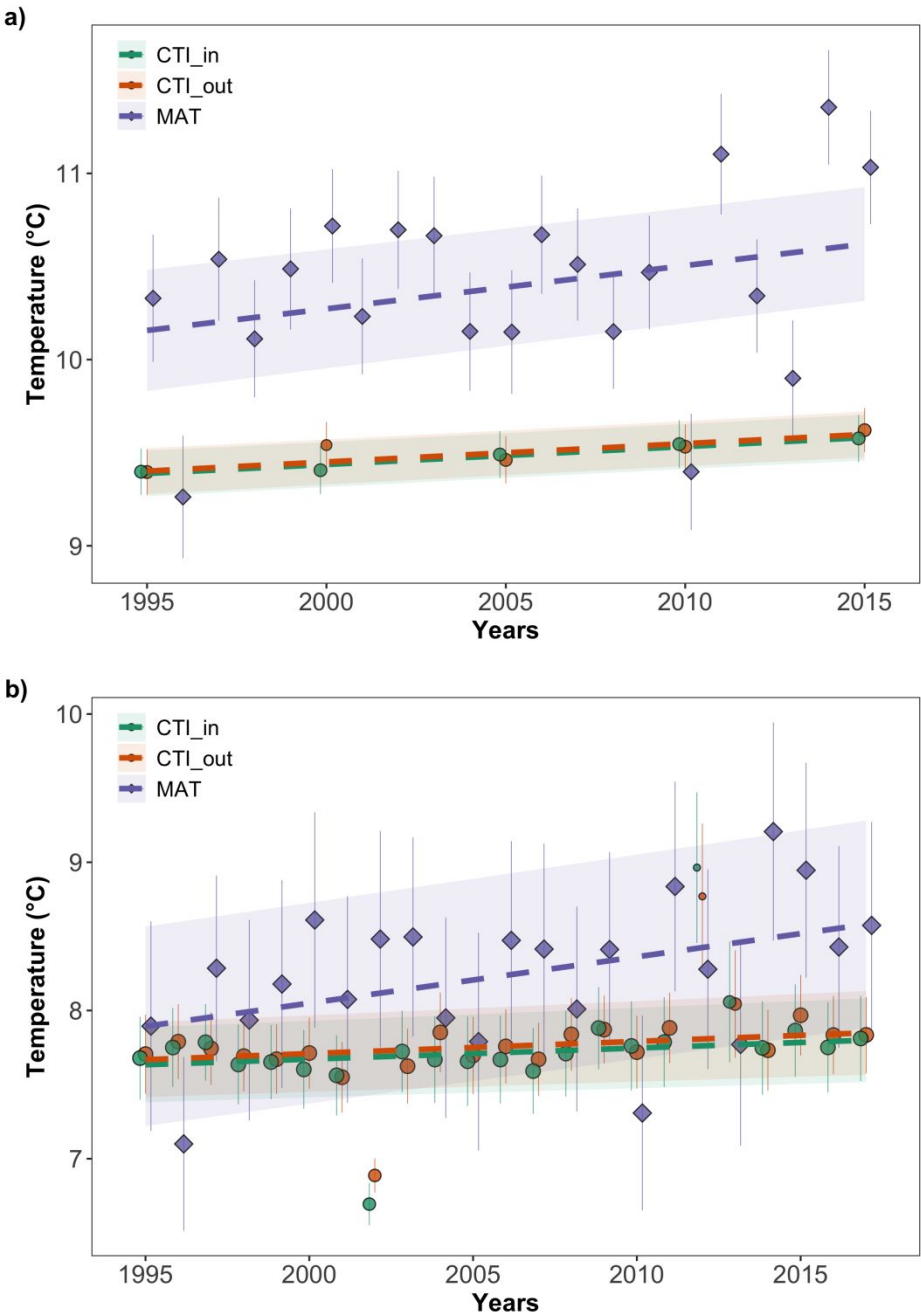 a)
CTI_in
CTI_out
MAT
11
10
9
Temperature (°C)
1995 2000 2005 2010 2015
Years
b)
CTI_in
CTI_out
MAT
10
9
8
7
Temperature (°C)
1995 2000 2005 2010 2015
Years